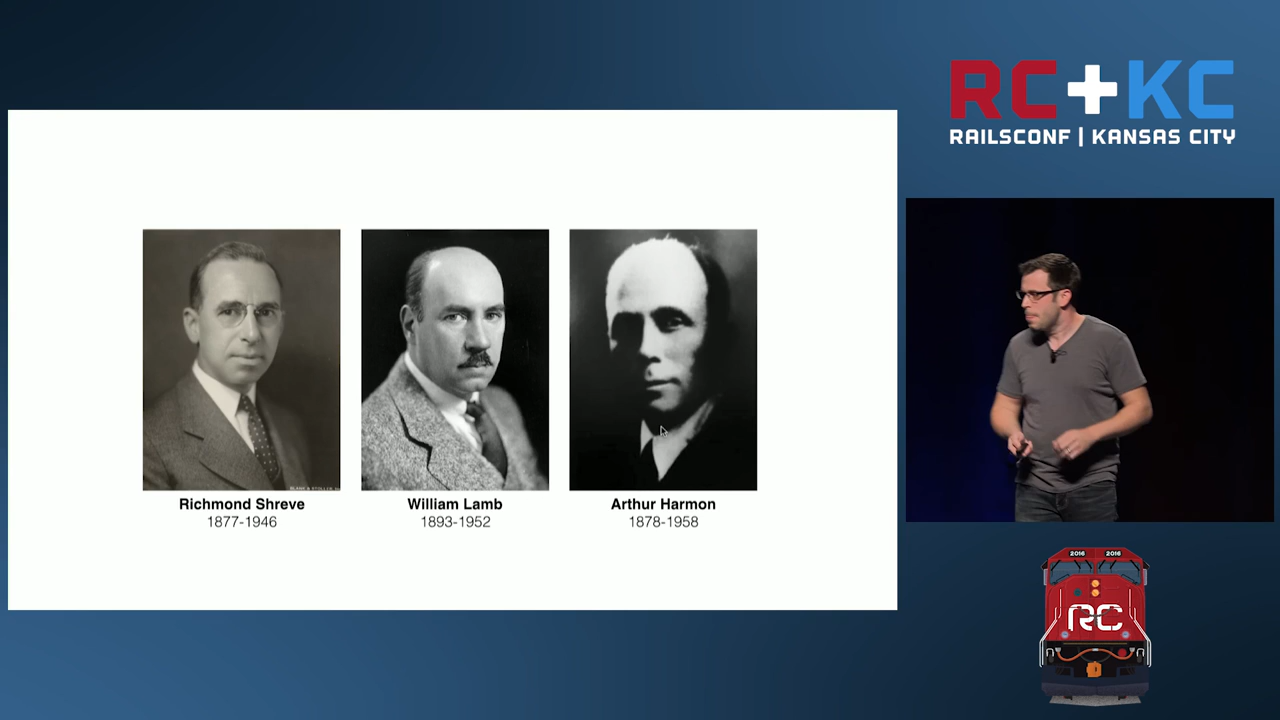 RC+KC
RAILSCONF | KANSAS CITY
Richmond Shreve
1877-1946
William Lamb
1893-1952
Arthur Harmon
1878-1958
2016
2016
RC